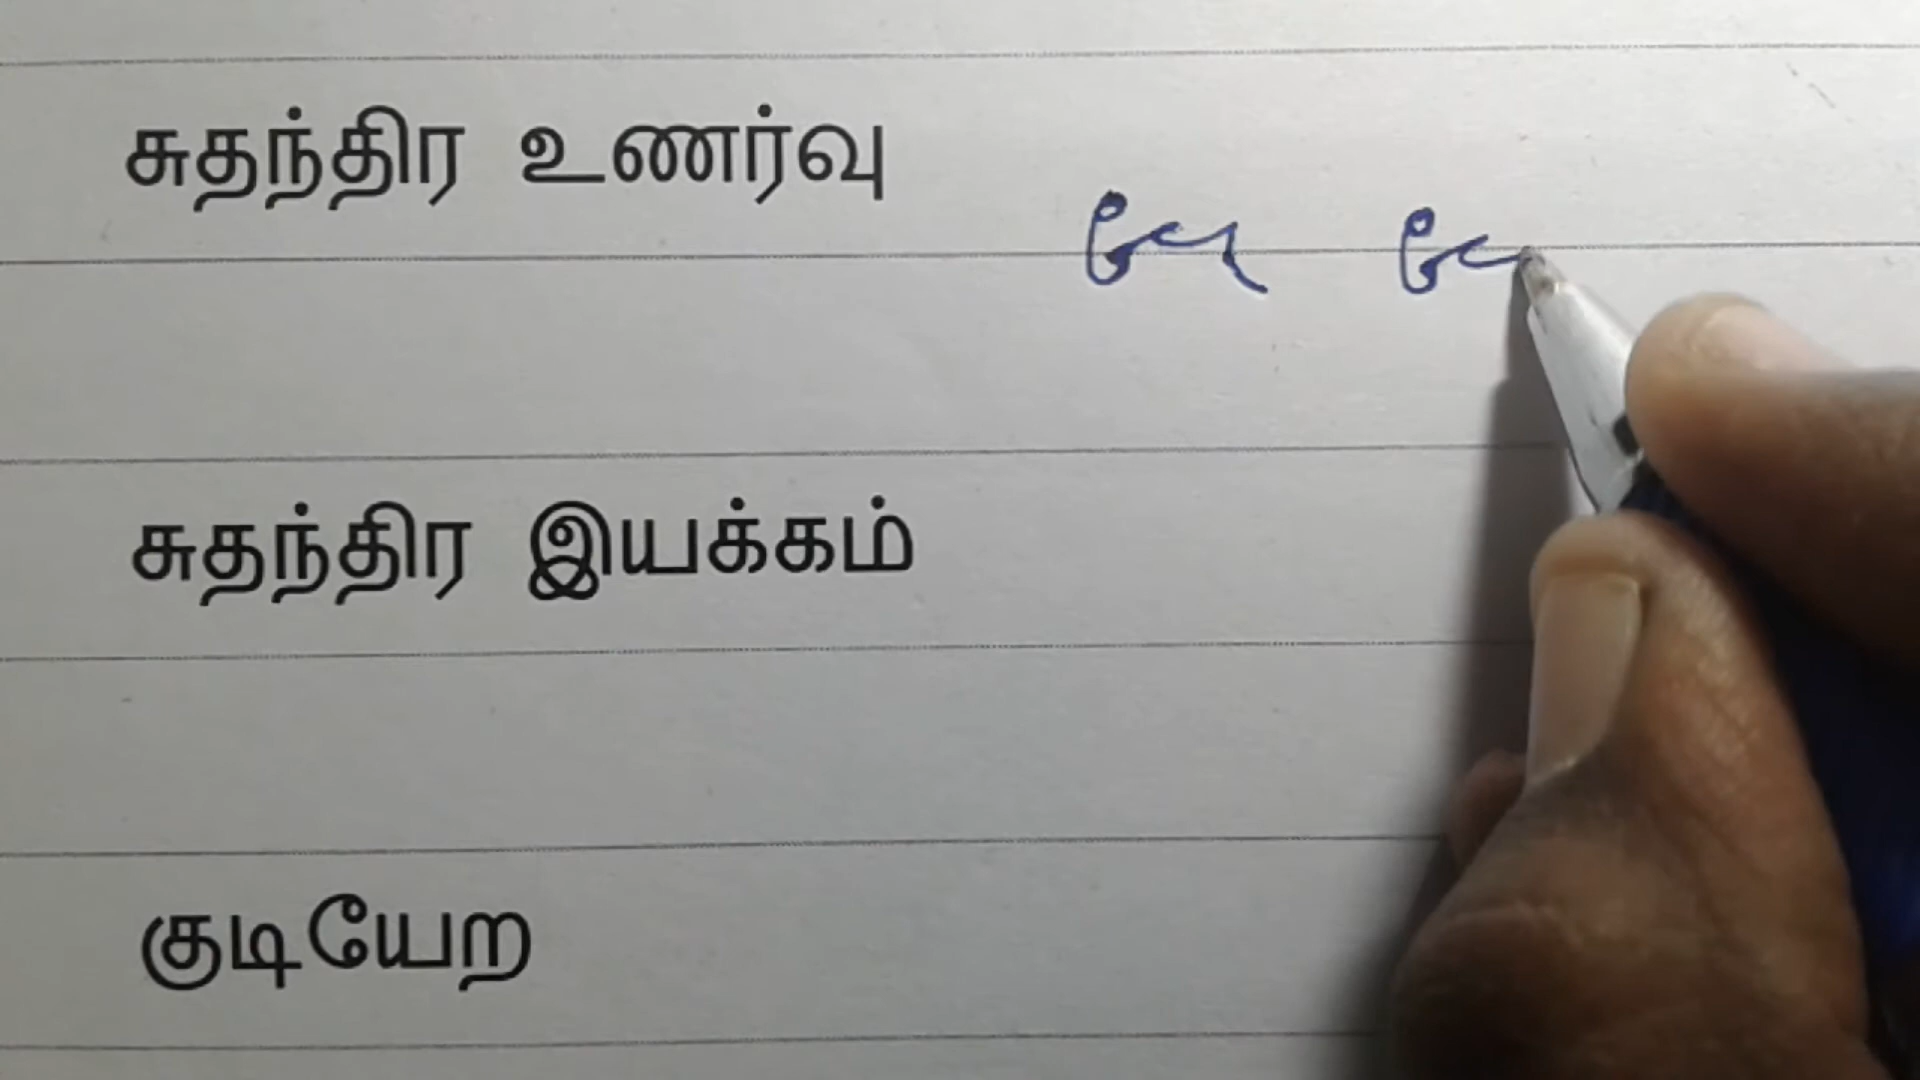 சுதந்திர உணர்வு
சுதந்திர இயக்கம்
குடியேற